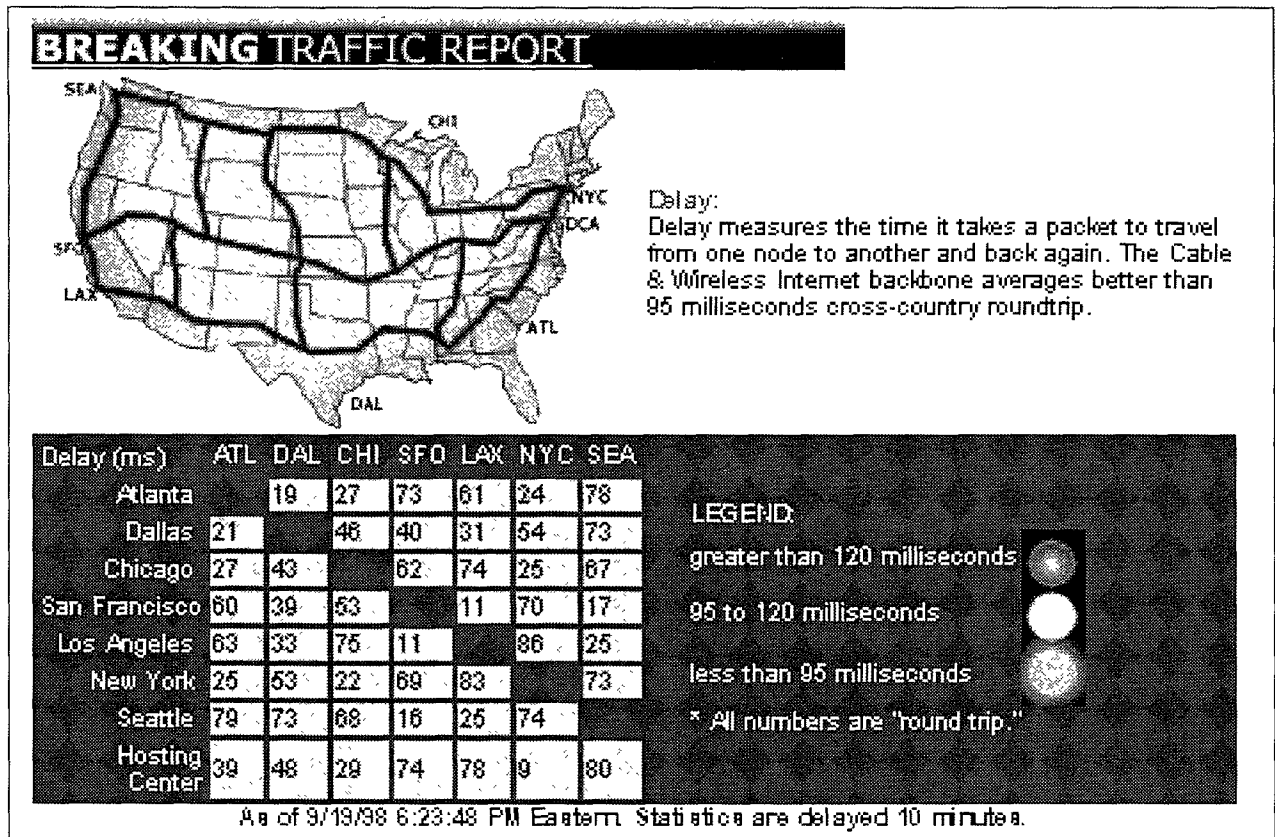 BREAKING TRAFFIC REPORT
SEA
CHI
NYC
DCA
SFO
LAX
ATL
DAL
Delay:
Delay measures the time it takes a packet to travel
from one node to another and back again. The Cable
& Wireless Internet backbone averages better than
95 milliseconds cross-country roundtrip.
Delay (ms) ATL DAL CHI SFO LAX NYC SEA
Atlanta 19 27 73 61 24 78
Dallas 21 46 40 31 54 73
Chicago 27 43 62 74 25 67
San Francisco 60 39 53 11 70 17
Los Angeles 63 33 75 11 86 25
New York 25 53 22 69 83 73
Seattle 79 73 68 16 25 74
Hosting
Center 39 48 29 74 78 9 80
LEGEND:
greater than 120 milliseconds
95 to 120 milliseconds
less than 95 milliseconds
* All numbers are "round trip."
As of 9/19/98 6:23:48 PM Eastern. Statistics are delayed 10 minutes.